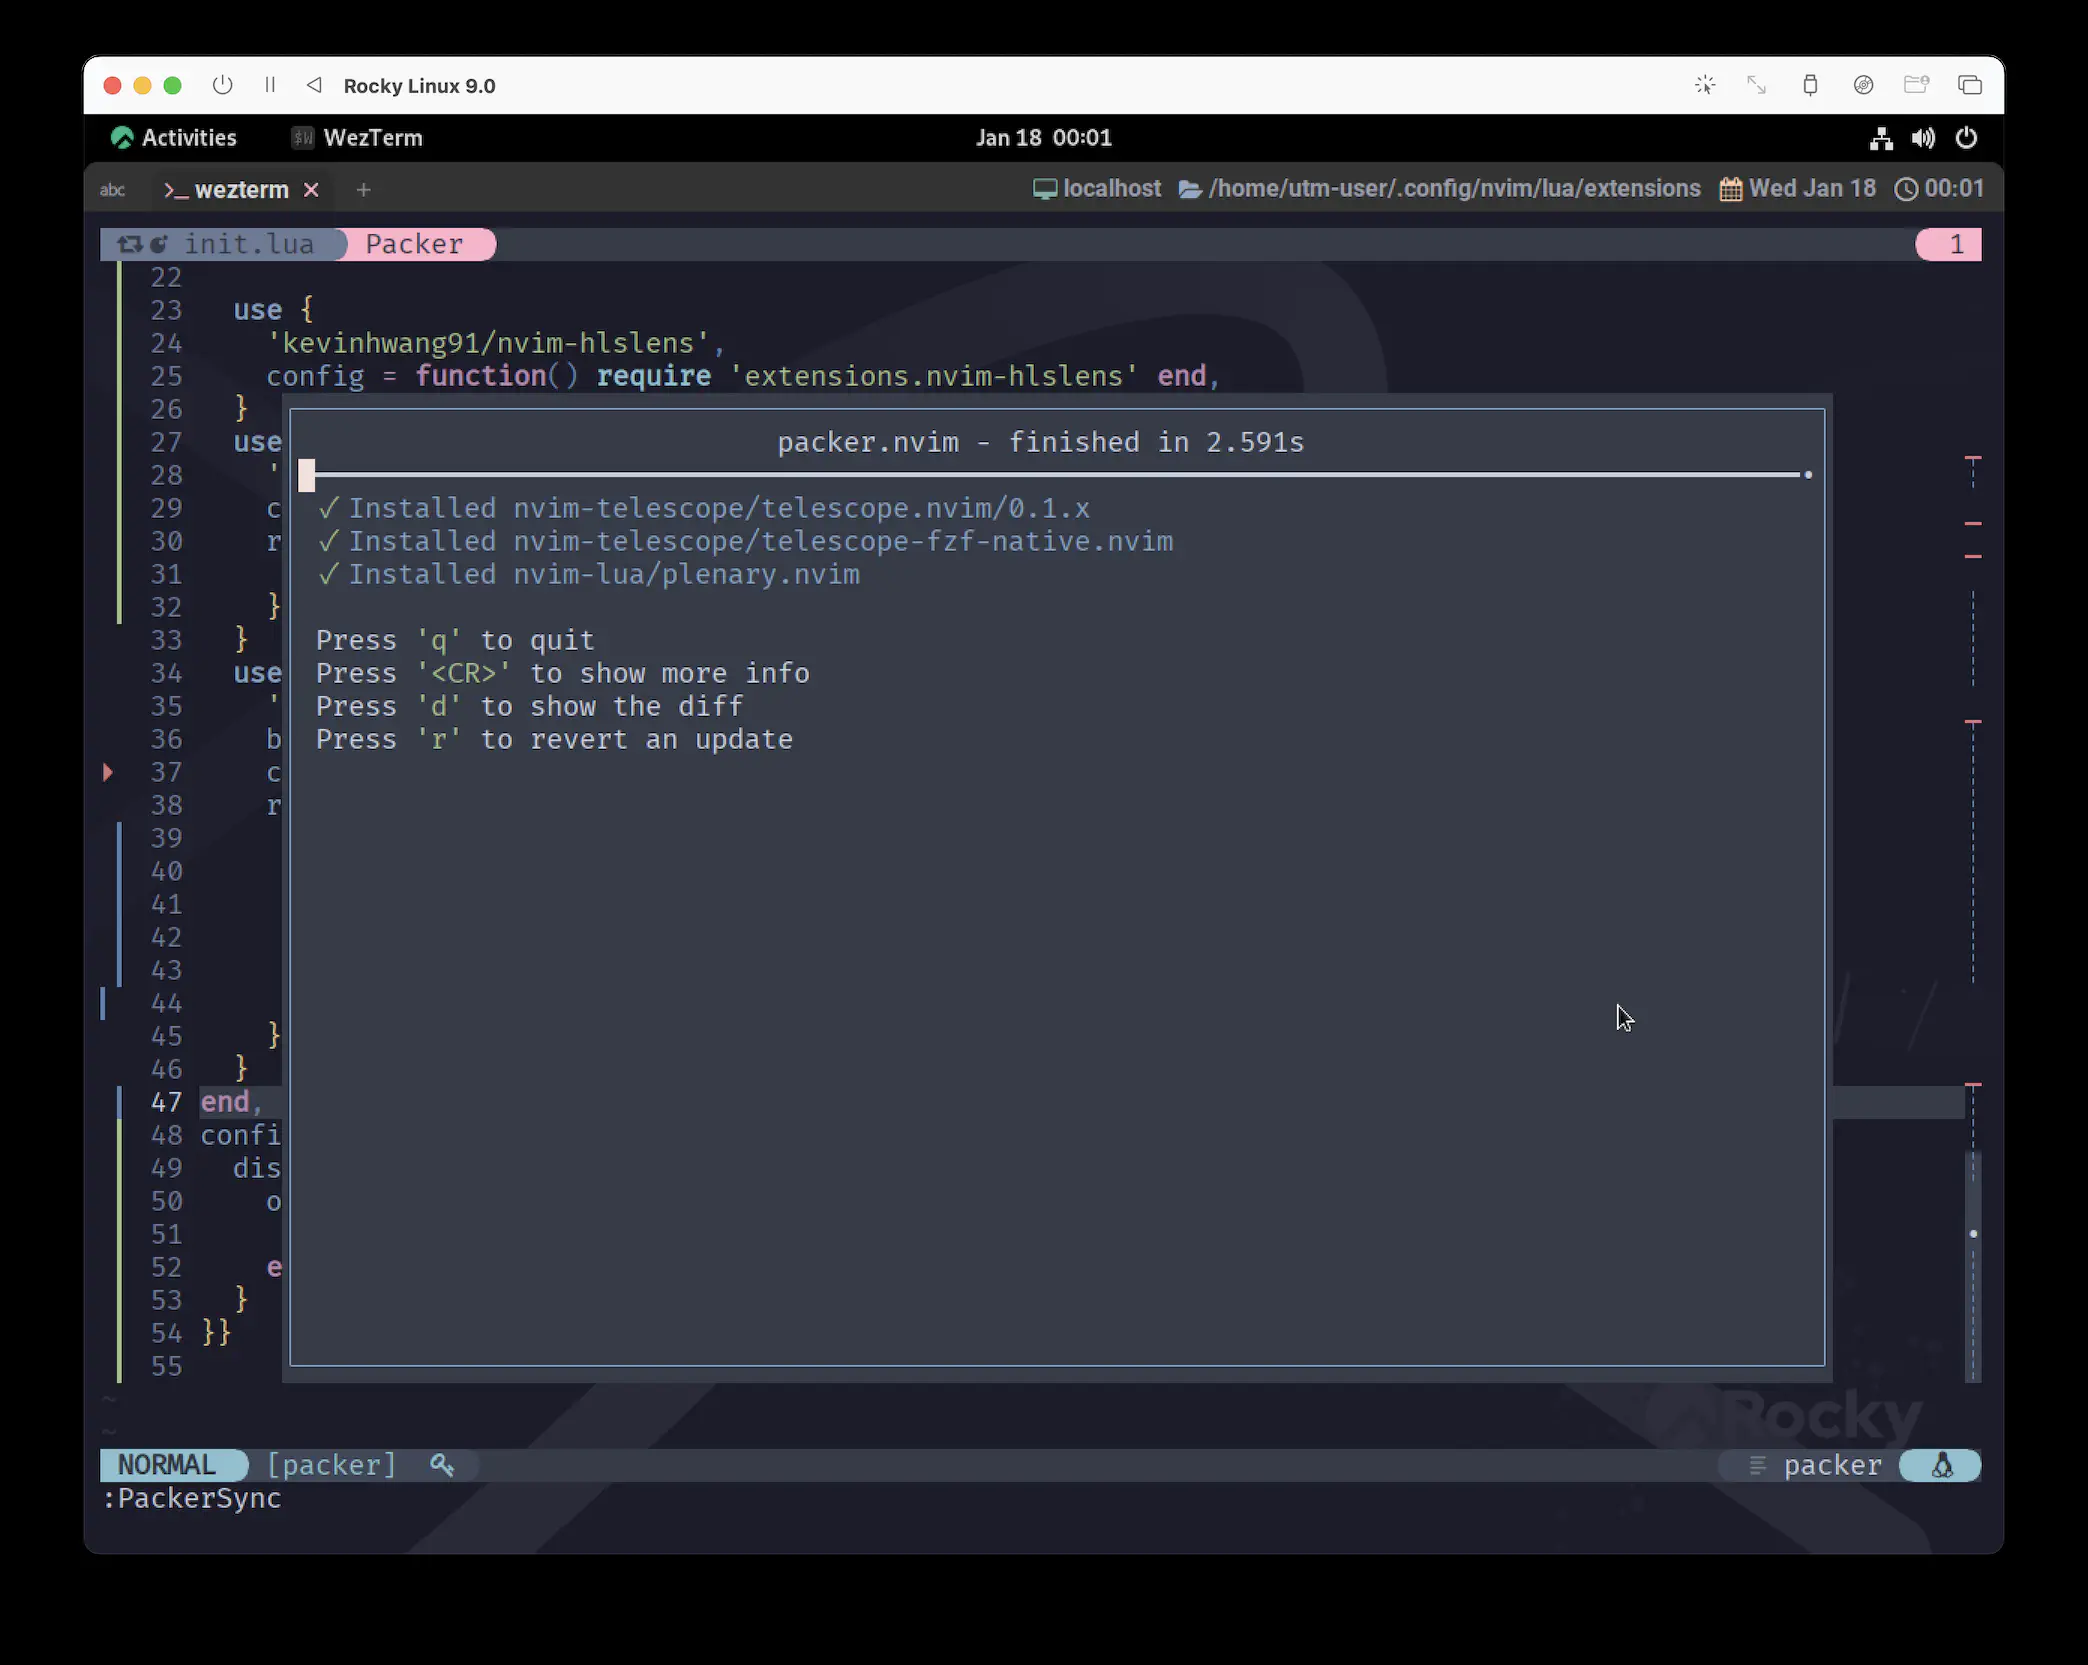 Rocky Linux 9.0
Activities WezTerm Jan 18 00:01
abc >_ wezterm × + localhost /home/utm-user/.config/nvim/lua/extensions Wed Jan 18 00:01
init.lua Packer 1
22
23 use {
24 'kevinhwang91/nvim-hlslens',
25 config = function() require 'extensions.nvim-hlslens' end,
26 }
27 use
28 '
29 c
30 r
31
32 }
33 }
34 use
35 '
36 b
37 c
38 r
39
40
41
42
43
44
45 }
46 }
47 end,
48 confi
49 dis
50 o
51
52 e
53 }
54 }}
55
packer.nvim - finished in 2.591s
✓ Installed nvim-telescope/telescope.nvim/0.1.x
✓ Installed nvim-telescope/telescope-fzf-native.nvim
✓ Installed nvim-lua/plenary.nvim
Press 'q' to quit
Press '<CR>' to show more info
Press 'd' to show the diff
Press 'r' to revert an update
~
~
Rocky
NORMAL [packer] packer
:PackerSync